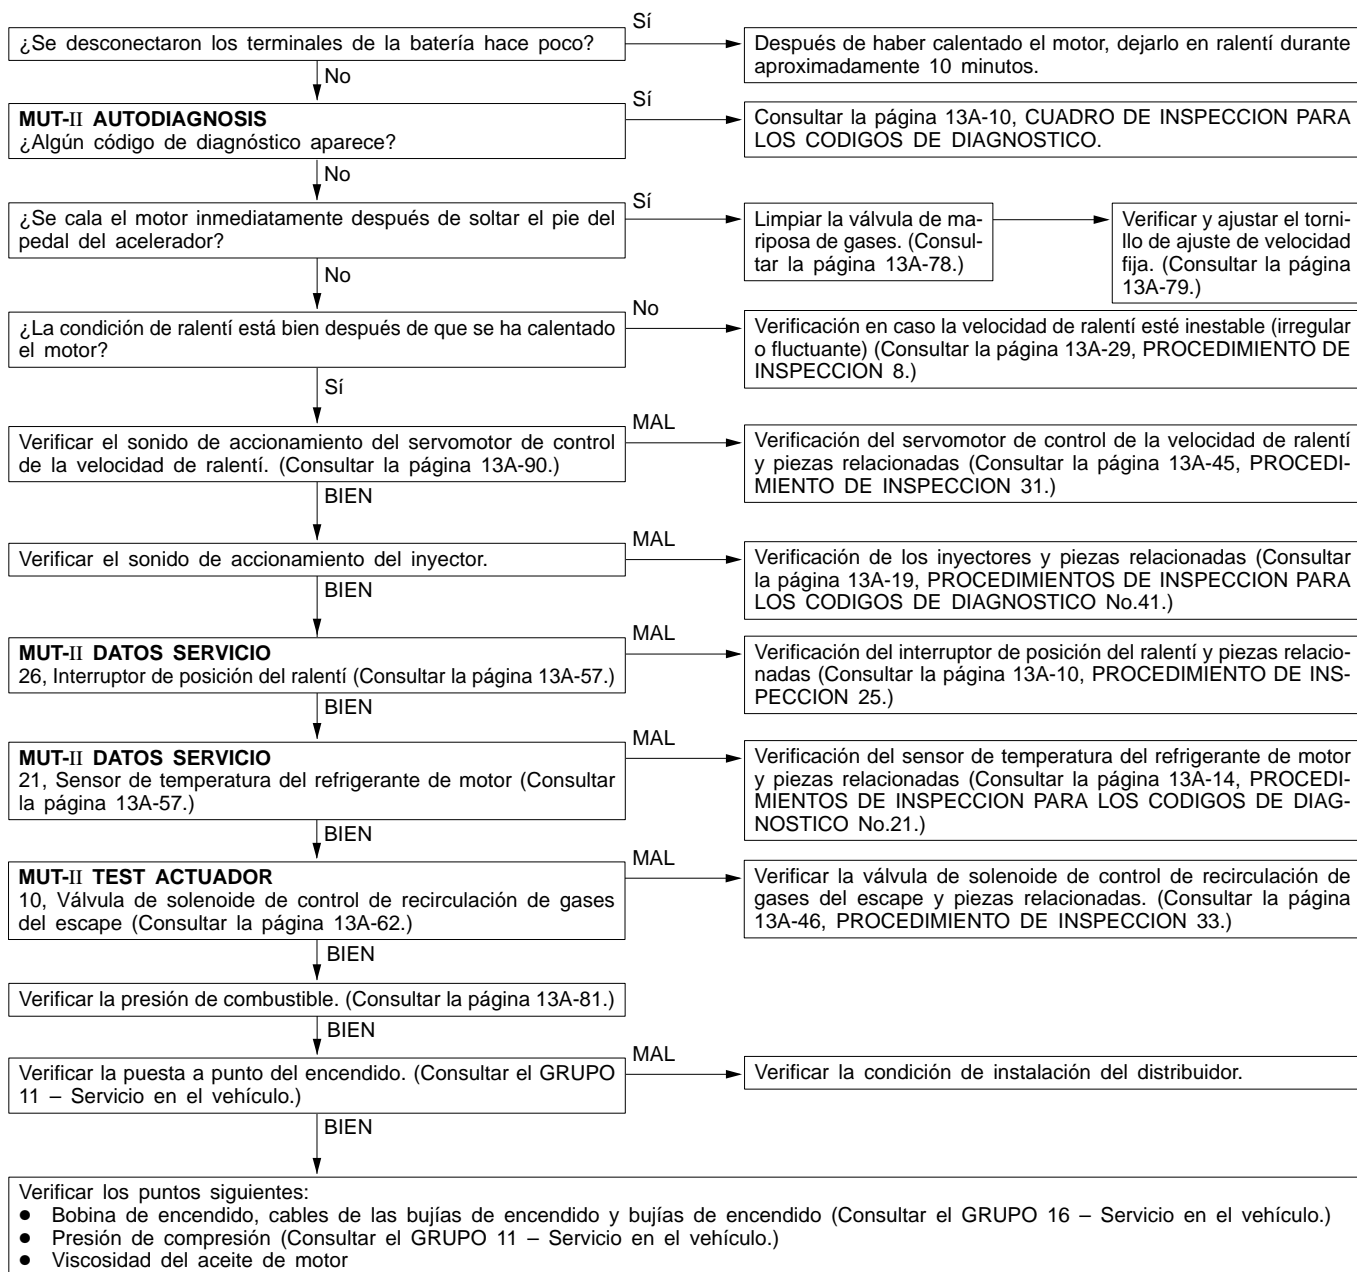 Sí
¿Se desconectaron los terminales de la batería hace poco?
Después de haber calentado el motor, dejarlo en ralentí durante
aproximadamente 10 minutos.
No
Sí
MUT-II AUTODIAGNOSIS
¿Algún código de diagnóstico aparece?
Consultar la página 13A-10, CUADRO DE INSPECCION PARA
LOS CODIGOS DE DIAGNOSTICO.
No
Sí
¿Se cala el motor inmediatamente después de soltar el pie del
pedal del acelerador?
Limpiar la válvula de ma-
riposa de gases. (Consul-
tar la página 13A-78.)
Verificar y ajustar el torni-
llo de ajuste de velocidad
fija. (Consultar la página
13A-79.)
No
No
¿La condición de ralentí está bien después de que se ha calentado
el motor?
Verificación en caso la velocidad de ralentí esté inestable (irregular
o fluctuante) (Consultar la página 13A-29, PROCEDIMIENTO DE
INSPECCION 8.)
Sí
MAL
Verificar el sonido de accionamiento del servomotor de control
de la velocidad de ralentí. (Consultar la página 13A-90.)
Verificación del servomotor de control de la velocidad de ralentí
y piezas relacionadas (Consultar la página 13A-45, PROCEDI-
MIENTO DE INSPECCION 31.)
BIEN
MAL
Verificar el sonido de accionamiento del inyector.
Verificación de los inyectores y piezas relacionadas (Consultar
la página 13A-19, PROCEDIMIENTOS DE INSPECCION PARA
LOS CODIGOS DE DIAGNOSTICO No.41.)
BIEN
MAL
MUT-II DATOS SERVICIO
26, Interruptor de posición del ralentí (Consultar la página 13A-57.)
Verificación del interruptor de posición del ralentí y piezas relacio-
nadas (Consultar la página 13A-10, PROCEDIMIENTO DE INS-
PECCION 25.)
BIEN
MAL
MUT-II DATOS SERVICIO
21, Sensor de temperatura del refrigerante de motor (Consultar
la página 13A-57.)
Verificación del sensor de temperatura del refrigerante de motor
y piezas relacionadas (Consultar la página 13A-14, PROCEDI-
MIENTOS DE INSPECCION PARA LOS CODIGOS DE DIAG-
NOSTICO No.21.)
BIEN
MAL
MUT-II TEST ACTUADOR
10, Válvula de solenoide de control de recirculación de gases
del escape (Consultar la página 13A-62.)
Verificar la válvula de solenoide de control de recirculación de
gases del escape y piezas relacionadas. (Consultar la página
13A-46, PROCEDIMIENTO DE INSPECCION 33.)
BIEN
Verificar la presión de combustible. (Consultar la página 13A-81.)
BIEN
MAL
Verificar la puesta a punto del encendido. (Consultar el GRUPO
11 – Servicio en el vehículo.)
Verificar la condición de instalación del distribuidor.
BIEN
Verificar los puntos siguientes:
● Bobina de encendido, cables de las bujías de encendido y bujías de encendido (Consultar el GRUPO 16 – Servicio en el vehículo.)
● Presión de compresión (Consultar el GRUPO 11 – Servicio en el vehículo.)
● Viscosidad del aceite de motor